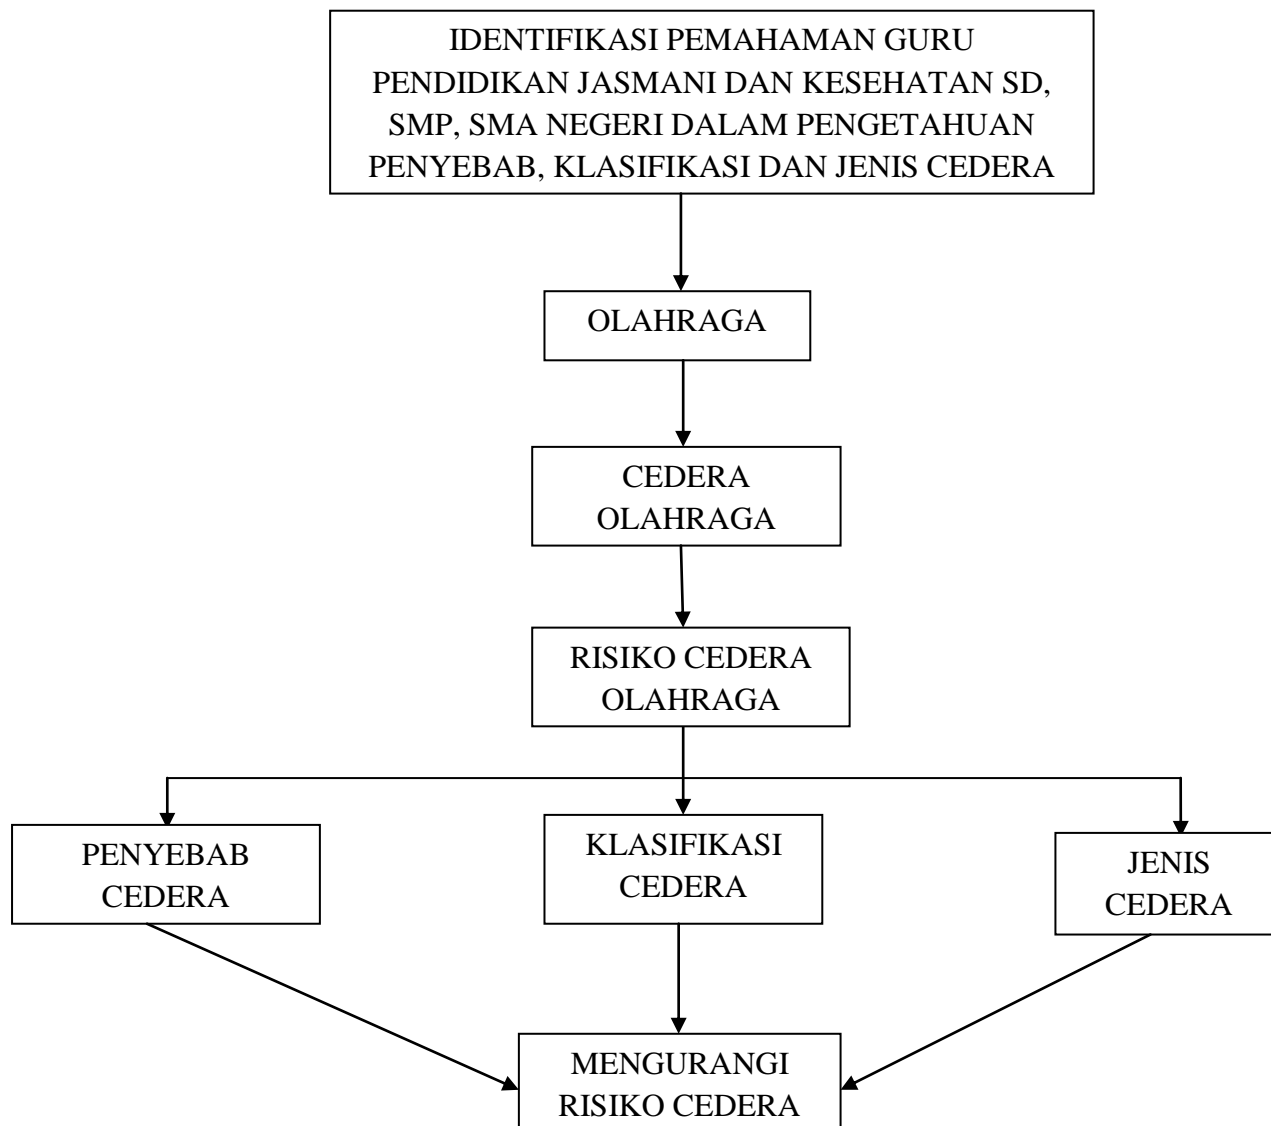 IDENTIFIKASI PEMAHAMAN GURU
PENDIDIKAN JASMANI DAN KESEHATAN SD,
SMP, SMA NEGERI DALAM PENGETAHUAN
PENYEBAB, KLASIFIKASI DAN JENIS CEDERA
OLAHRAGA
CEDERA
OLAHRAGA
RISIKO CEDERA
OLAHRAGA
PENYEBAB
CEDERA
KLASIFIKASI
CEDERA
JENIS
CEDERA
MENGURANGI
RISIKO CEDERA